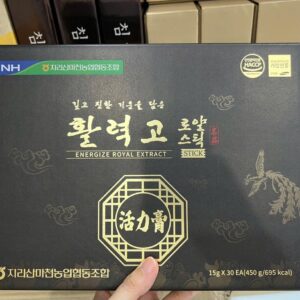 NH 지리산마천농업협동조합
HACCP
깊고 진한 기운을 담은
활력고 로얄스틱
ENERGIZE ROYAL EXTRACT
STICK
活力膏
지리산마천농업협동조합
15g X 30 EA(450 g/695 kcal)